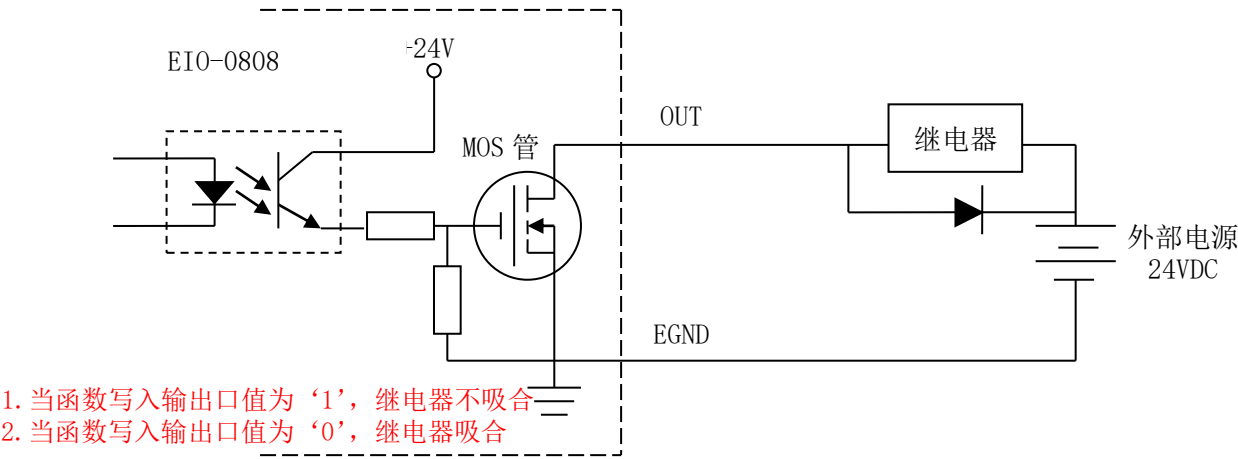 EIO-0808
-24V
MOS 管
OUT
继电器
外部电源
24VDC
EGND
1.当函数写入输出口值为‘1’，继电器不吸合
2.当函数写入输出口值为‘0’，继电器吸合